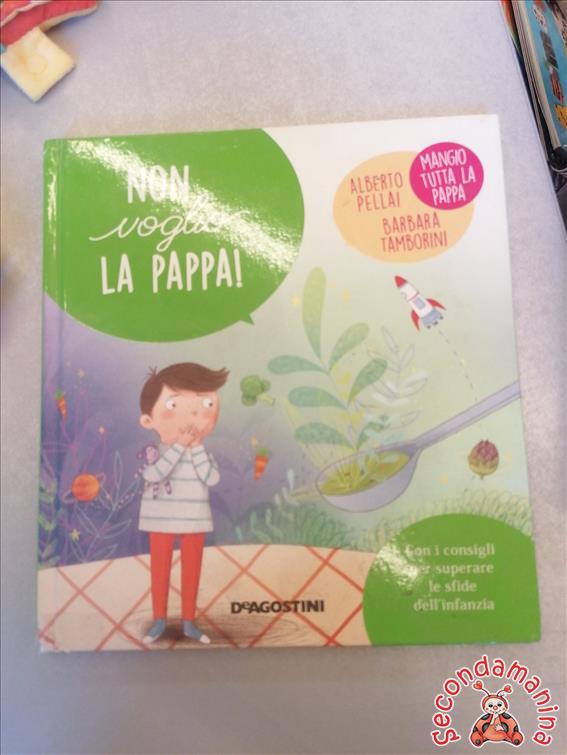 NON
voglio
LA PAPPA!
ALBERTO
PELLAI
BARBARA
TAMBORINI
MANGIO
TUTTA LA
PAPPA
Con i consigli
per superare
le sfide
dell'infanzia
DeAGOSTINI
Secondamanina